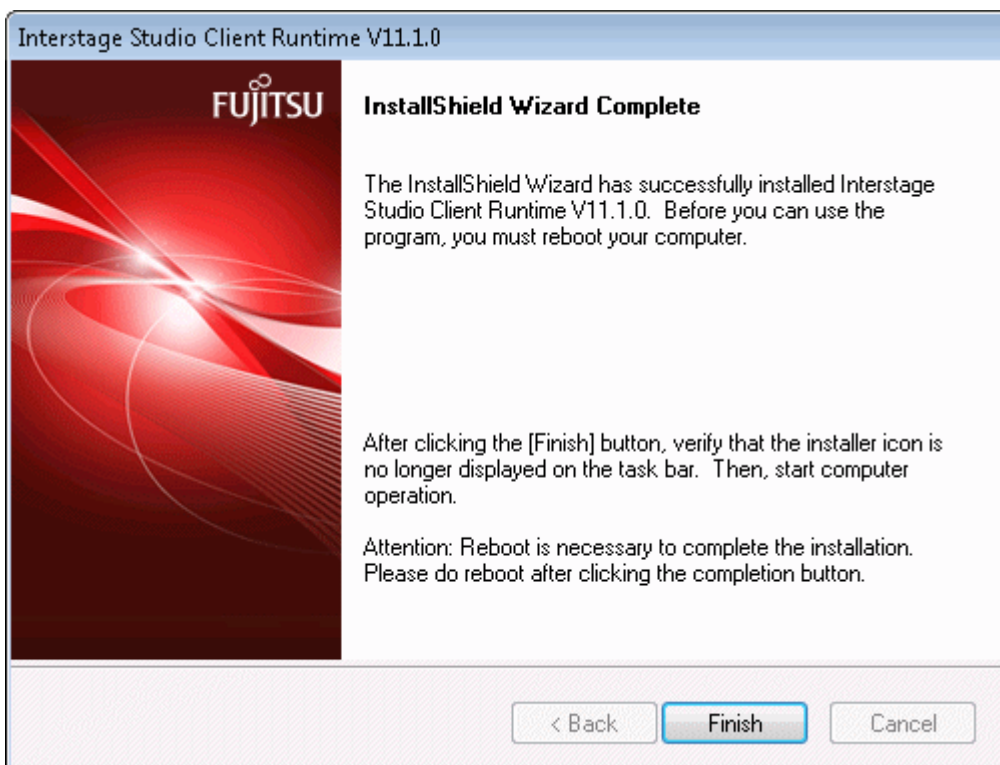 Interstage Studio Client Runtime V11.1.0
FUJITSU
InstallShield Wizard Complete
The InstallShield Wizard has successfully installed Interstage
Studio Client Runtime V11.1.0.  Before you can use the
program, you must reboot your computer.
After clicking the [Finish] button, verify that the installer icon is
no longer displayed on the task bar.  Then, start computer
operation.
Attention: Reboot is necessary to complete the installation.
Please do reboot after clicking the completion button.
< Back Finish Cancel